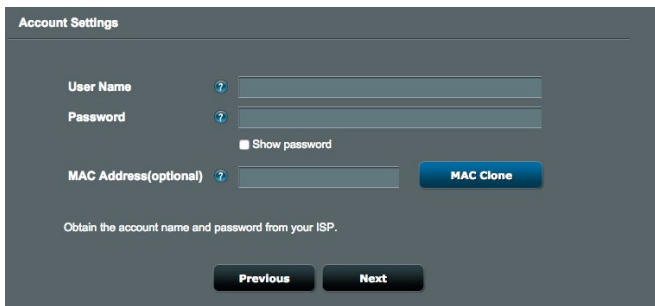 Account Settings
User Name ?
Password ?
Show password
MAC Address(optional) ? MAC Clone
Obtain the account name and password from your ISP.
Previous Next